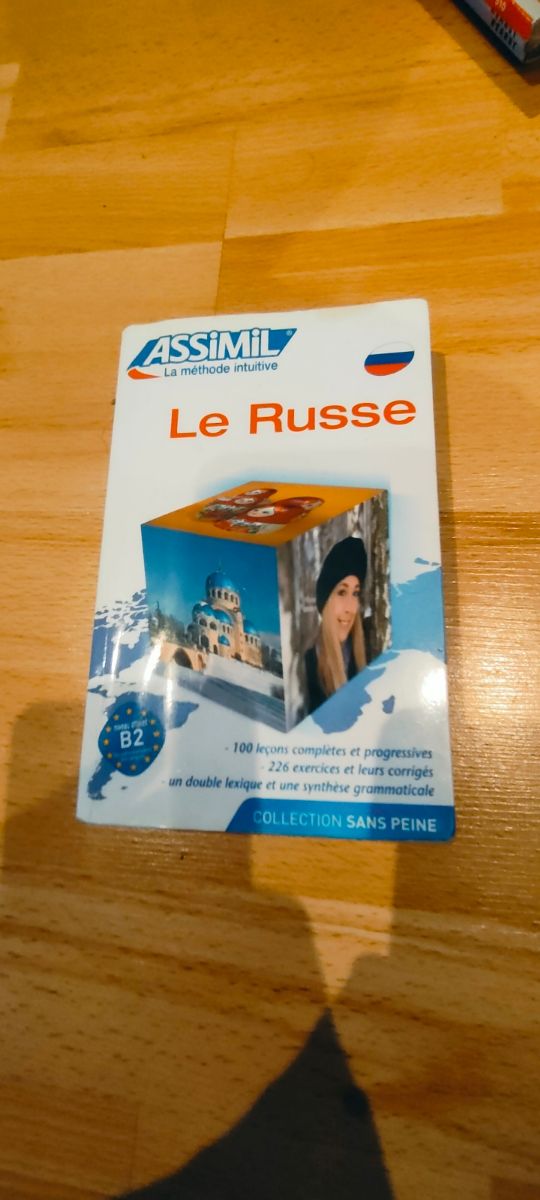 ASSiMiL®
La méthode intuitive
Le Russe
B2
- 100 leçons complètes et progressives
- 226 exercices et leurs corrigés
- un double lexique et une synthèse grammaticale
COLLECTION SANS PEINE